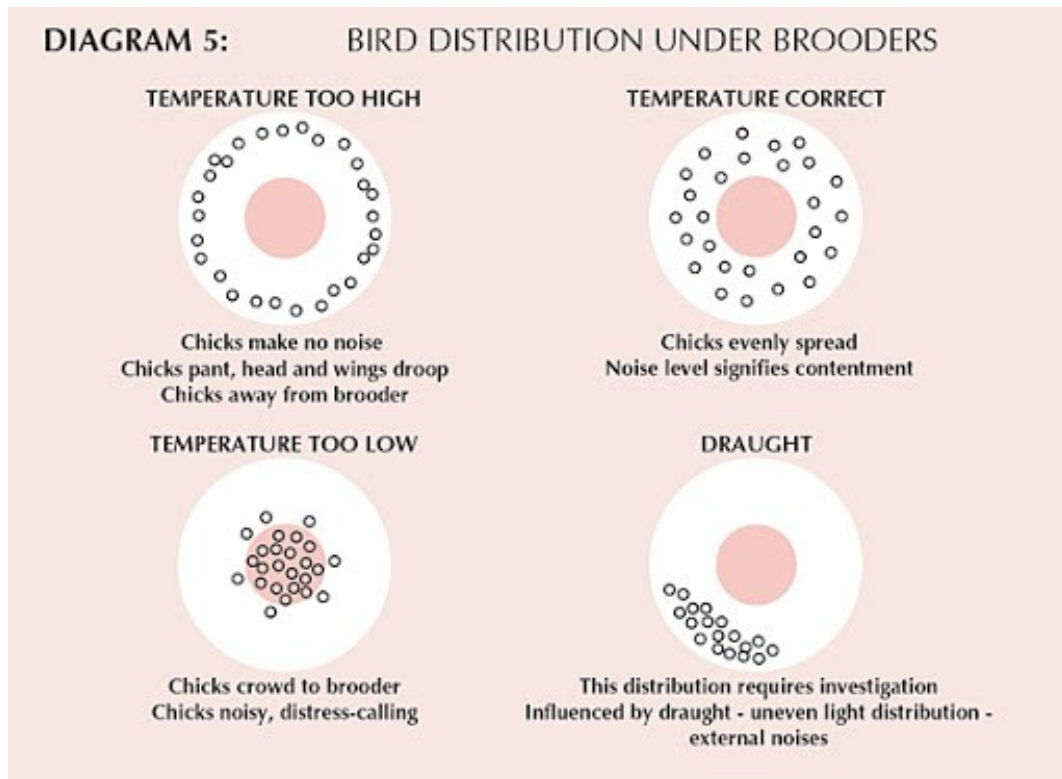 DIAGRAM 5: BIRD DISTRIBUTION UNDER BROODERS
TEMPERATURE TOO HIGH
Chicks make no noise
Chicks pant, head and wings droop
Chicks away from brooder
TEMPERATURE CORRECT
Chicks evenly spread
Noise level signifies contentment
TEMPERATURE TOO LOW
Chicks crowd to brooder
Chicks noisy, distress-calling
DRAUGHT
This distribution requires investigation
Influenced by draught - uneven light distribution -
external noises